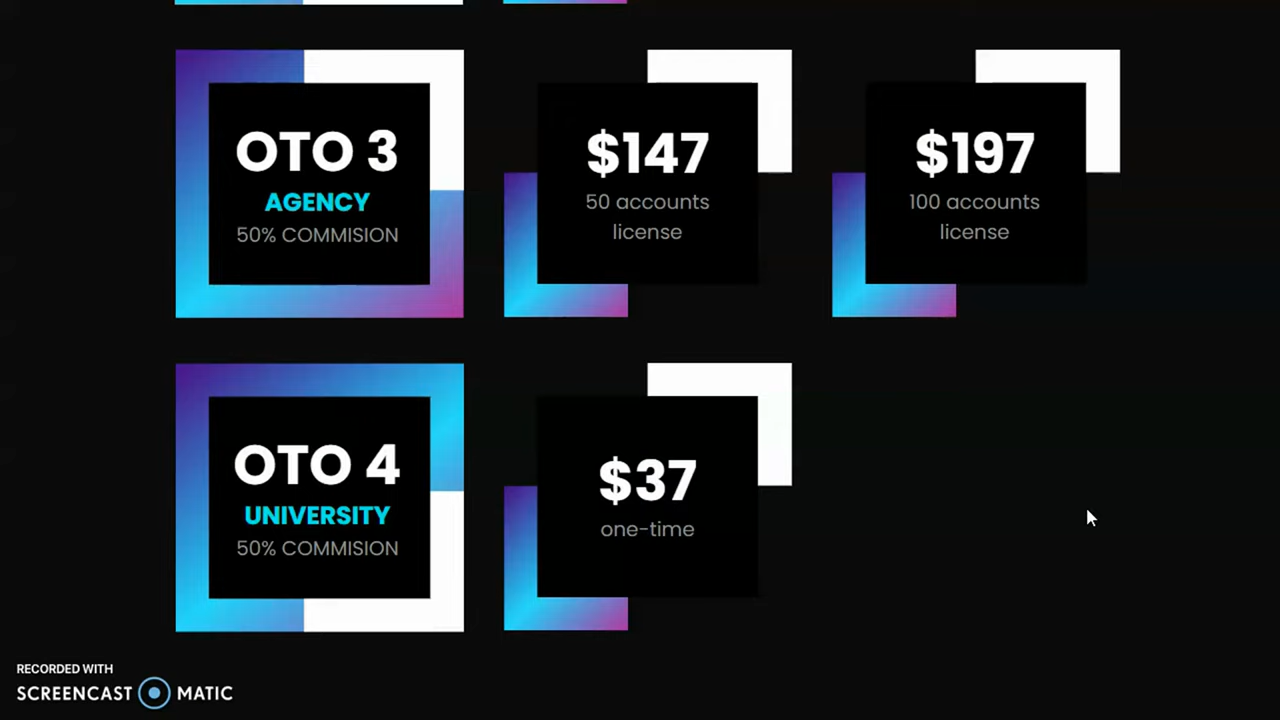 OTO 3
AGENCY
50% COMMISION
$147
50 accounts
license
$197
100 accounts
license
OTO 4
UNIVERSITY
50% COMMISION
$37
one-time
RECORDED WITH
SCREENCAST MATIC